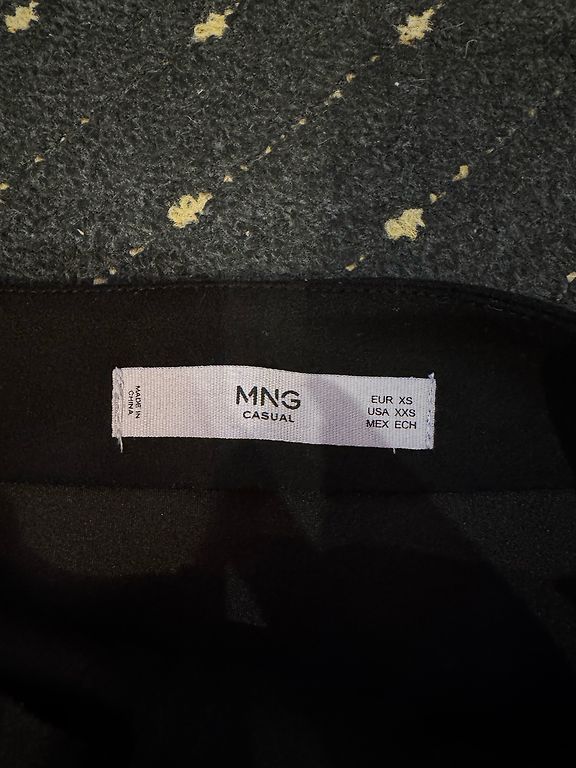 MADE IN
CHINA
MNG
CASUAL
EUR XS
USA XXS
MEX ECH